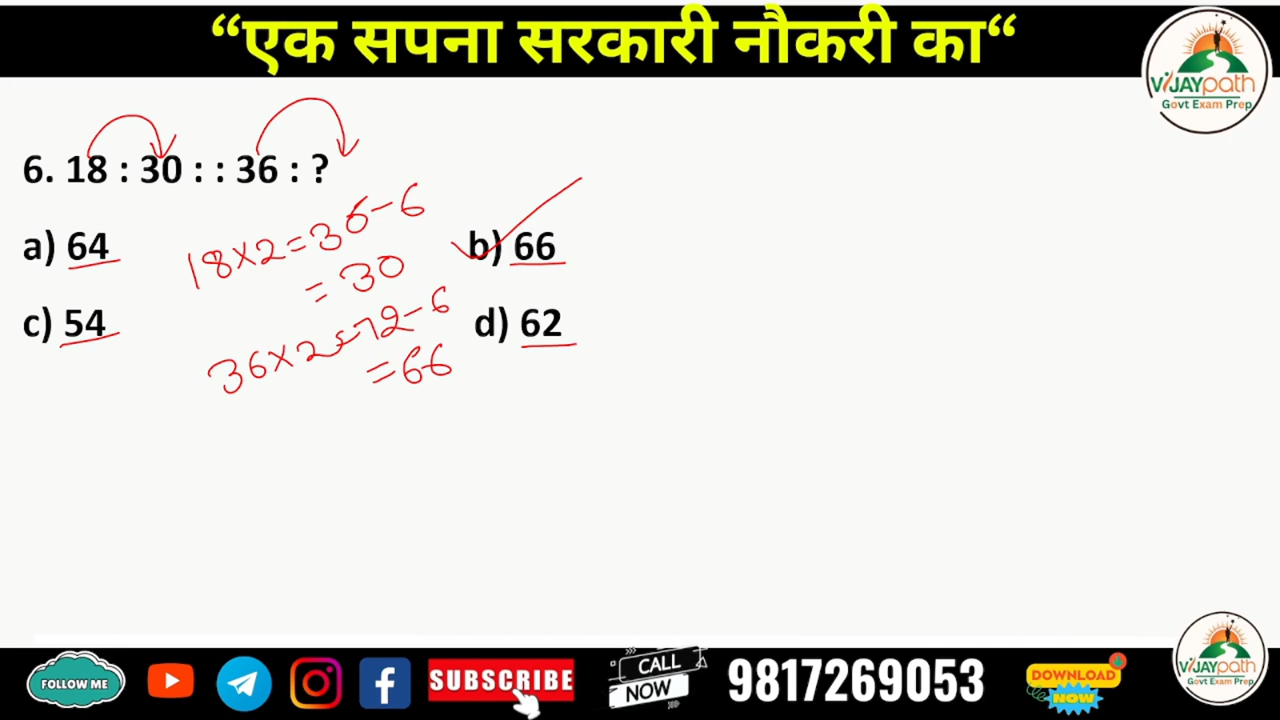 “एक सपना सरकारी नौकरी का“
VIJAYpath
Govt Exam Prep
6. 18 : 30 : : 36 : ?
a) 64
b) 66
18×2=36-6
=30
c) 54
d) 62
36×2=72-6
=66
FOLLOW ME
SUBSCRIBE
CALL
NOW
9817269053
DOWNLOAD
NOW
VIJAYpath
Govt Exam Prep